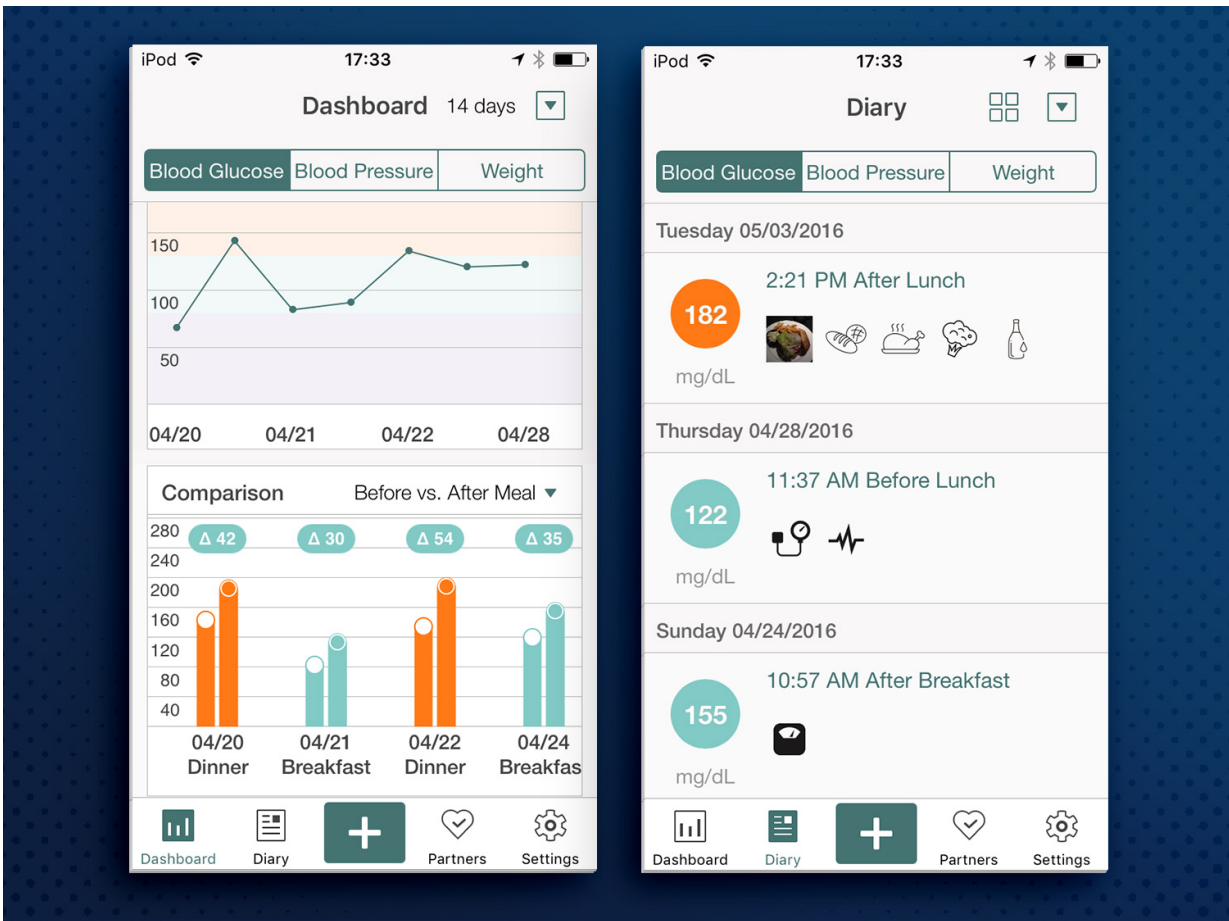 iPod 17:33
Dashboard 14 days
Blood Glucose Blood Pressure Weight
150
100
50
04/20 04/21 04/22 04/28
Comparison Before vs. After Meal
280
Δ 42 Δ 30 Δ 54 Δ 35
240
200
160
120
80
40
04/20 04/21 04/22 04/24
Dinner Breakfast Dinner Breakfas
Dashboard Diary + Partners Settings
iPod 17:33
Diary
Blood Glucose Blood Pressure Weight
Tuesday 05/03/2016
2:21 PM After Lunch
182
mg/dL
Thursday 04/28/2016
11:37 AM Before Lunch
122
mg/dL
Sunday 04/24/2016
10:57 AM After Breakfast
155
mg/dL
Dashboard Diary + Partners Settings